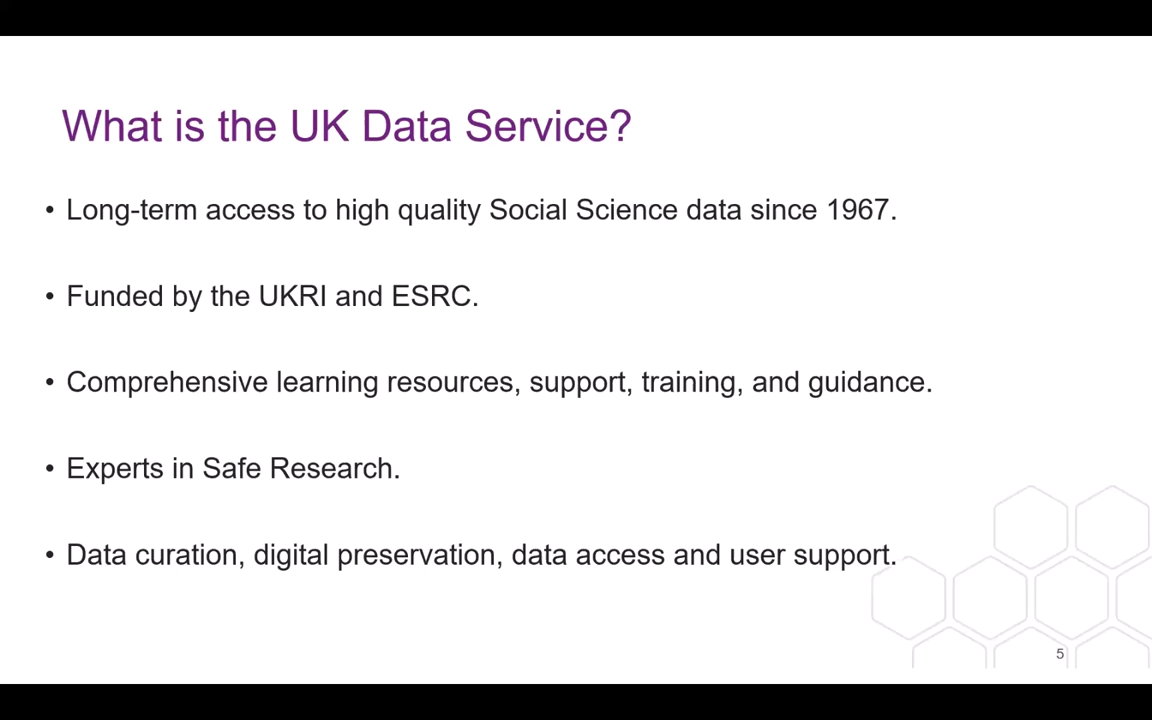 What is the UK Data Service?
• Long-term access to high quality Social Science data since 1967.
• Funded by the UKRI and ESRC.
• Comprehensive learning resources, support, training, and guidance.
• Experts in Safe Research.
• Data curation, digital preservation, data access and user support.
5